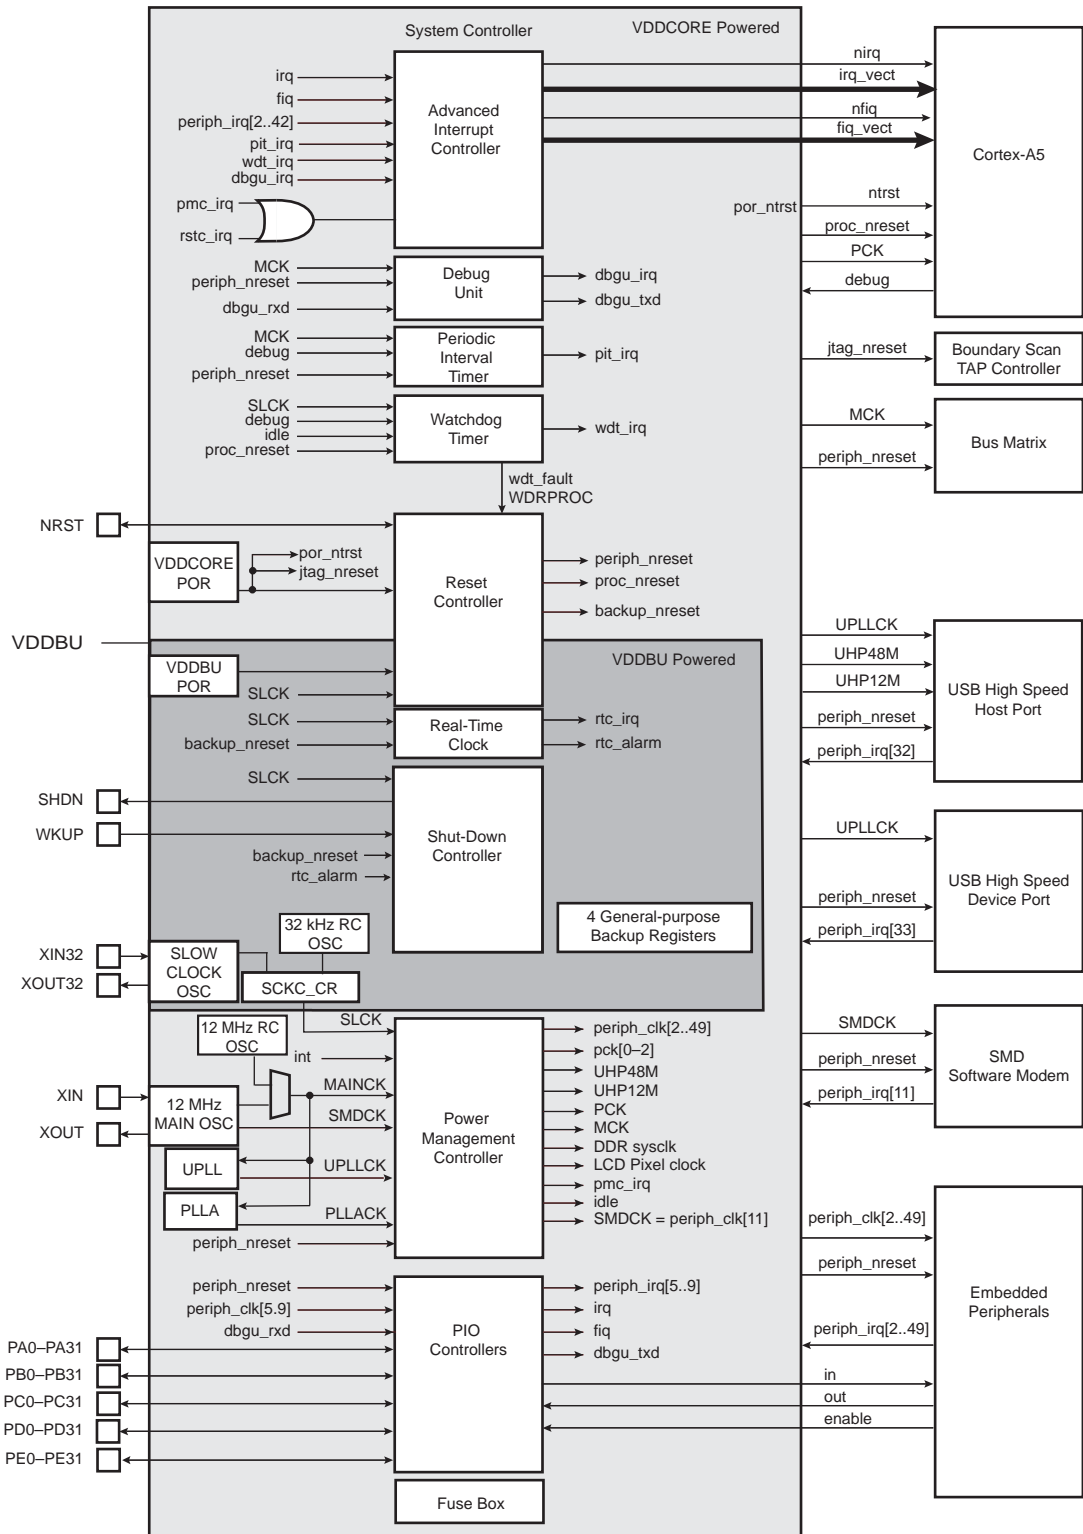 System Controller
VDDCORE Powered
irq
fiq
periph_irq[2..42]
pit_irq
wdt_irq
dbgu_irq
pmc_irq
rstc_irq
Advanced
Interrupt
Controller
nirq
irq_vect
nfiq
fiq_vect
por_ntrst
ntrst
proc_nreset
PCK
debug
Cortex-A5
MCK
periph_nreset
dbgu_rxd
Debug
Unit
dbgu_irq
dbgu_txd
MCK
debug
periph_nreset
Periodic
Interval
Timer
pit_irq
jtag_nreset
Boundary Scan
TAP Controller
SLCK
debug
idle
proc_nreset
Watchdog
Timer
wdt_irq
MCK
periph_nreset
Bus Matrix
wdt_fault
WDRPROC
NRST
VDDCORE
POR
por_ntrst
jtag_nreset
Reset
Controller
periph_nreset
proc_nreset
backup_nreset
VDDBU
VDDBU Powered
VDDBU
POR
SLCK
UPLLCK
UHP48M
UHP12M
periph_nreset
periph_irq[32]
USB High Speed
Host Port
SLCK
backup_nreset
Real-Time
Clock
rtc_irq
rtc_alarm
SLCK
SHDN
WKUP
backup_nreset
rtc_alarm
Shut-Down
Controller
UPLLCK
periph_nreset
periph_irq[33]
USB High Speed
Device Port
4 General-purpose
Backup Registers
32 kHz RC
OSC
XIN32
XOUT32
SLOW
CLOCK
OSC
SCKC_CR
SLCK
12 MHz RC
OSC
int
XIN
XOUT
12 MHz
MAIN OSC
MAINCK
SMDCK
UPLL
UPLLCK
PLLA
PLLACK
periph_nreset
Power
Management
Controller
periph_clk[2..49]
pck[0–2]
UHP48M
UHP12M
PCK
MCK
DDR sysclk
LCD Pixel clock
pmc_irq
idle
SMDCK = periph_clk[11]
SMDCK
periph_nreset
periph_irq[11]
SMD
Software Modem
periph_nreset
periph_clk[5.9]
dbgu_rxd
PA0–PA31
PB0–PB31
PC0–PC31
PD0–PD31
PE0–PE31
PIO
Controllers
periph_irq[5..9]
irq
fiq
dbgu_txd
periph_clk[2..49]
periph_nreset
periph_irq[2..49]
in
out
enable
Embedded
Peripherals
Fuse Box